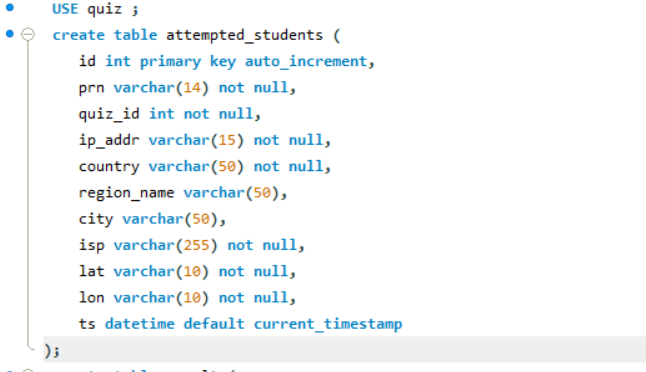 USE quiz ;
create table attempted_students (
id int primary key auto_increment,
prn varchar(14) not null,
quiz_id int not null,
ip_addr varchar(15) not null,
country varchar(50) not null,
region_name varchar(50),
city varchar(50),
isp varchar(255) not null,
lat varchar(10) not null,
lon varchar(10) not null,
ts datetime default current_timestamp
);